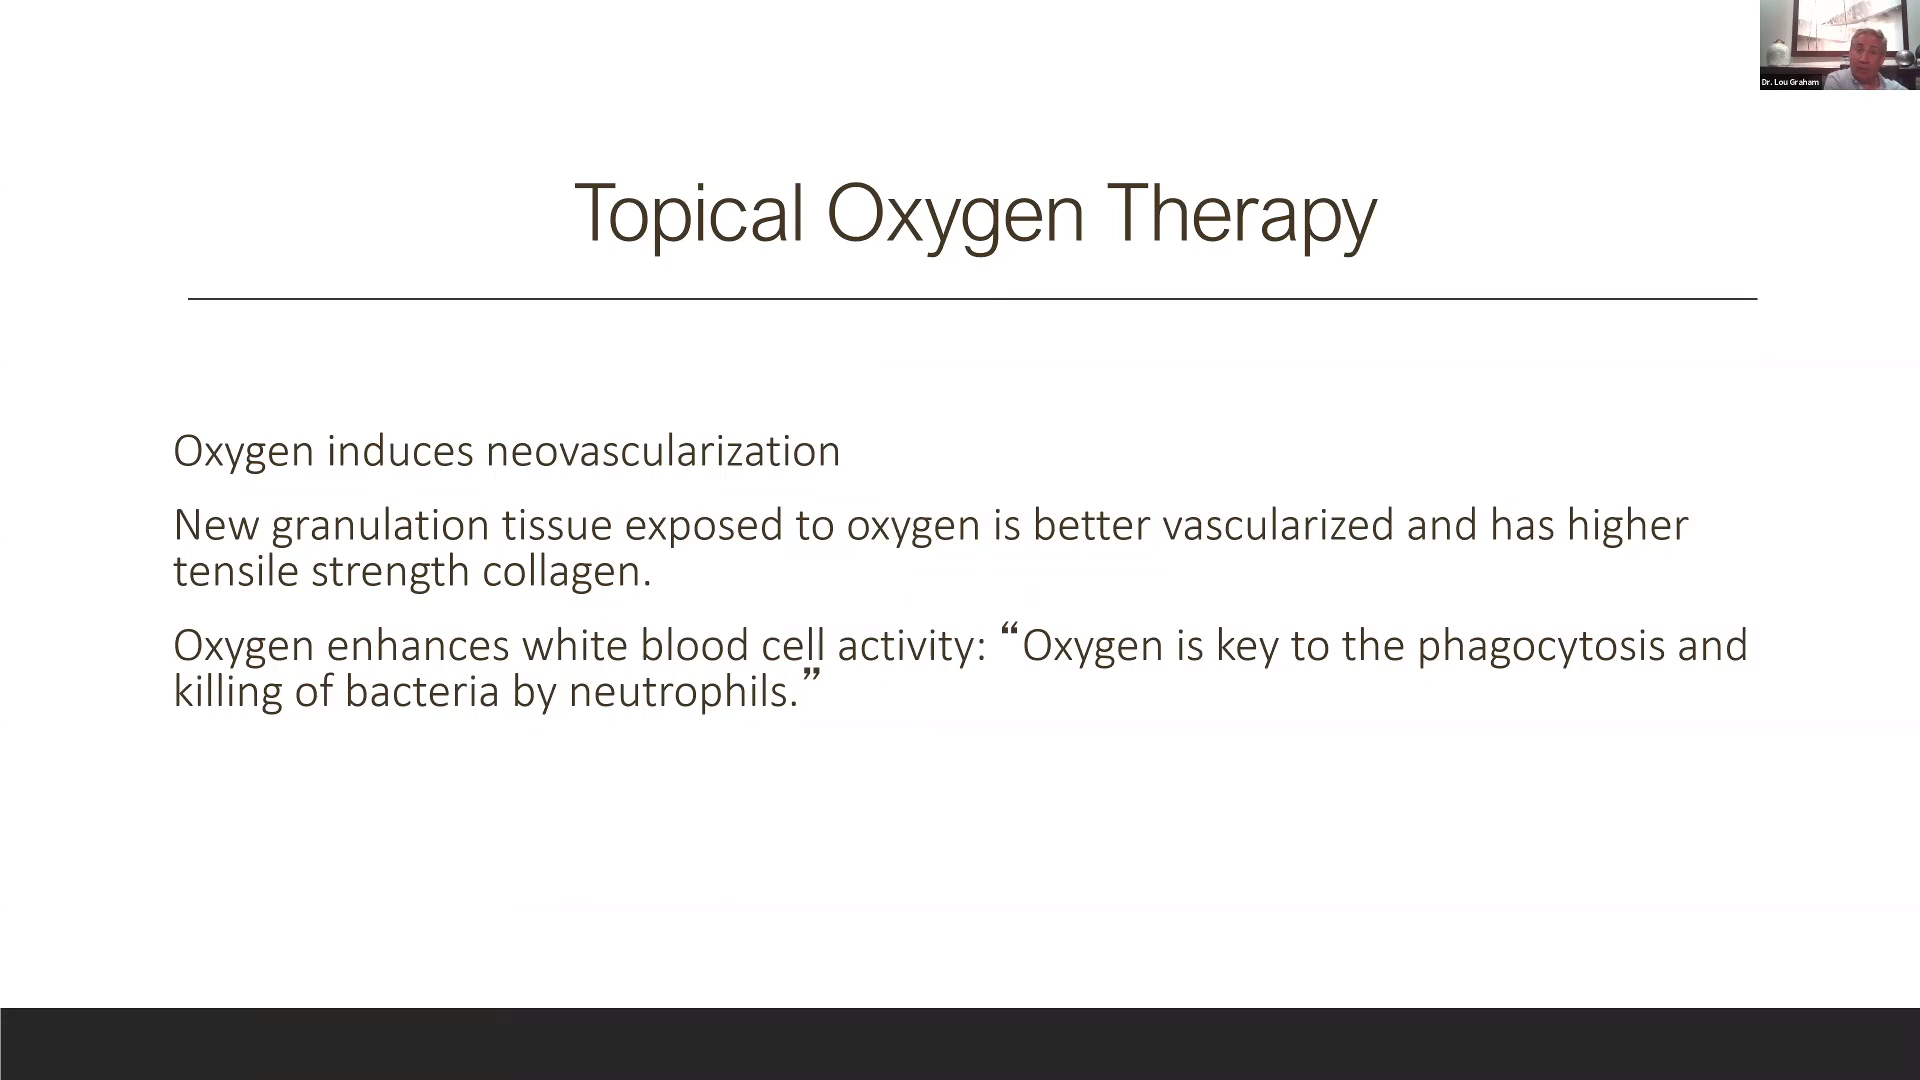 Dr. Lou Graham
Topical Oxygen Therapy
Oxygen induces neovascularization
New granulation tissue exposed to oxygen is better vascularized and has higher
tensile strength collagen.
Oxygen enhances white blood cell activity: “Oxygen is key to the phagocytosis and
killing of bacteria by neutrophils.”